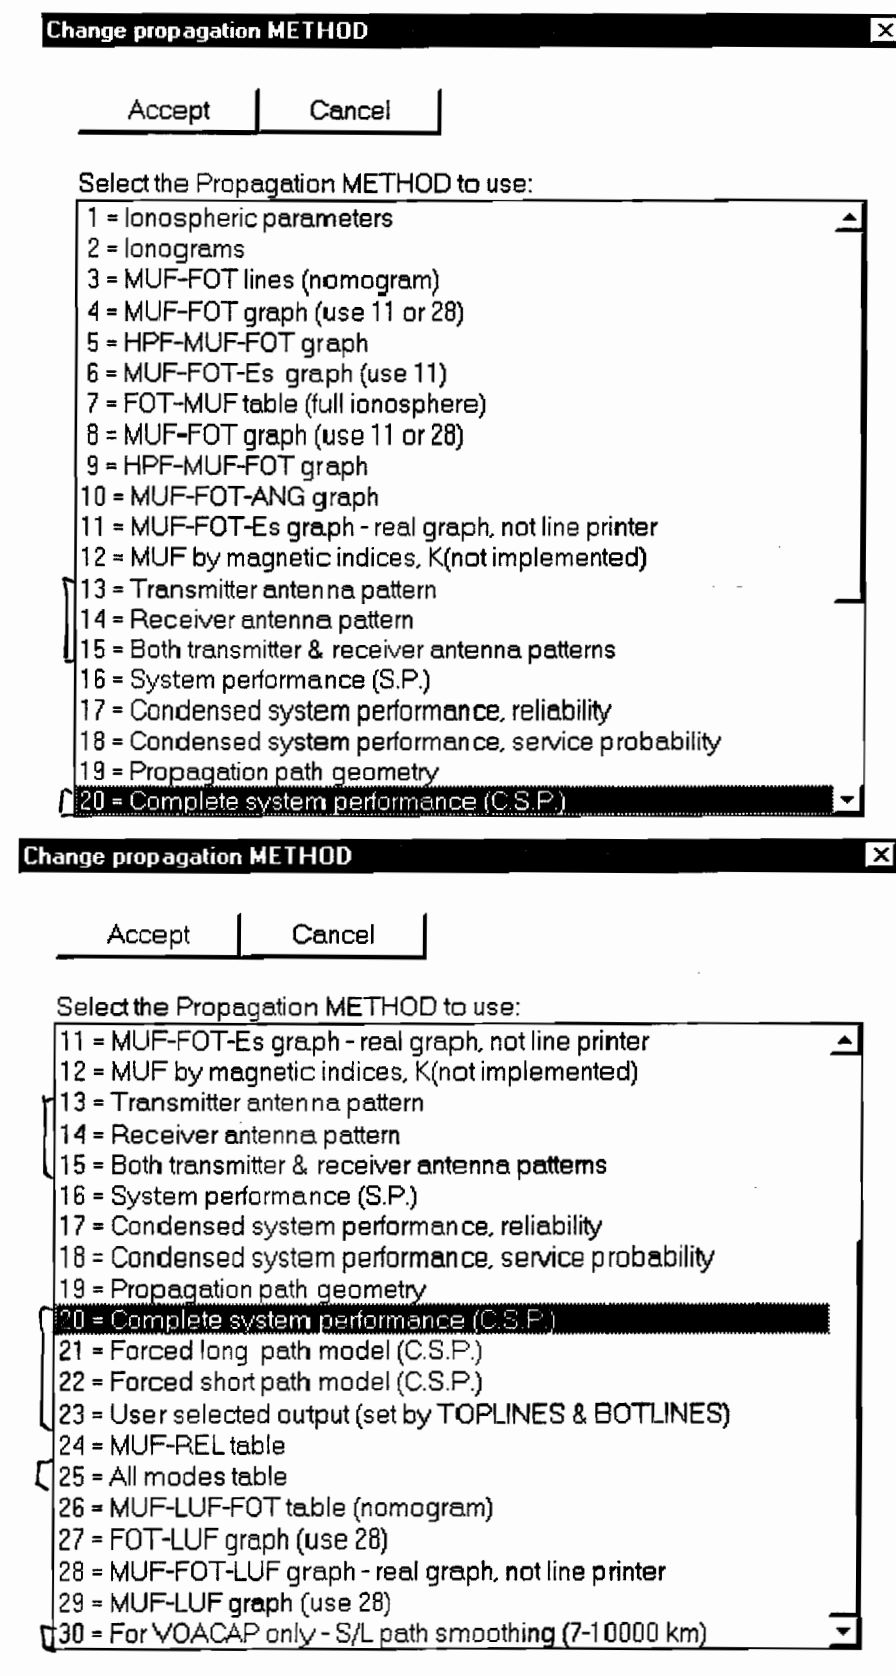 Change propagation METHOD
Accept Cancel
Select the Propagation METHOD to use:
1 = Ionospheric parameters
2 = Ionograms
3 = MUF-FOT lines (nomogram)
4 = MUF-FOT graph (use 11 or 28)
5 = HPF-MUF-FOT graph
6 = MUF-FOT-Es graph (use 11)
7 = FOT-MUF table (full ionosphere)
8 = MUF-FOT graph (use 11 or 28)
9 = HPF-MUF-FOT graph
10 = MUF-FOT-ANG graph
11 = MUF-FOT-Es graph - real graph, not line printer
12 = MUF by magnetic indices, K(not implemented)
13 = Transmitter antenna pattern
14 = Receiver antenna pattern
15 = Both transmitter & receiver antenna patterns
16 = System performance (S.P.)
17 = Condensed system performance, reliability
18 = Condensed system performance, service probability
19 = Propagation path geometry
20 = Complete system performance (C.S.P.)
Change propagation METHOD
Accept Cancel
Select the Propagation METHOD to use:
11 = MUF-FOT-Es graph - real graph, not line printer
12 = MUF by magnetic indices, K(not implemented)
13 = Transmitter antenna pattern
14 = Receiver antenna pattern
15 = Both transmitter & receiver antenna patterns
16 = System performance (S.P.)
17 = Condensed system performance, reliability
18 = Condensed system performance, service probability
19 = Propagation path geometry
20 = Complete system performance (C.S.P.)
21 = Forced long path model (C.S.P.)
22 = Forced short path model (C.S.P.)
23 = User selected output (set by TOPLINES & BOTLINES)
24 = MUF-REL table
25 = All modes table
26 = MUF-LUF-FOT table (nomogram)
27 = FOT-LUF graph (use 28)
28 = MUF-FOT-LUF graph - real graph, not line printer
29 = MUF-LUF graph (use 28)
30 = For VOACAP only - S/L path smoothing (7-10000 km)